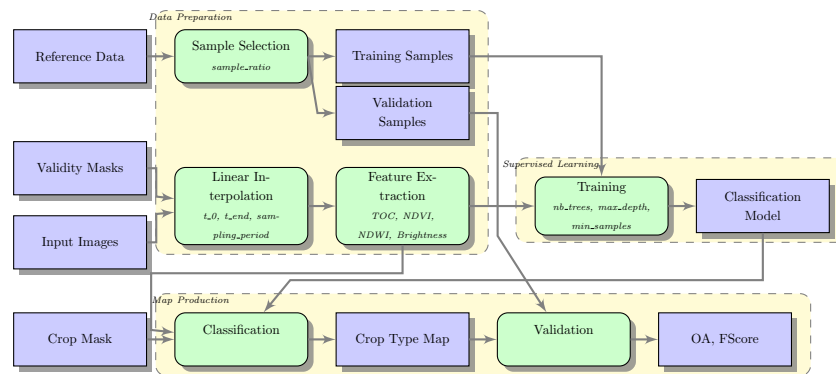 Data Preparation
Reference Data
Sample Selection
sample_ratio
Training Samples
Validation
Samples
Validity Masks
Input Images
Linear In-
terpolation
t_0, t_end, sam-
pling_period
Feature Ex-
traction
TOC, NDVI,
NDWI, Brightness
Supervised Learning
Training
nb_trees, max_depth,
min_samples
Classification
Model
Map Production
Crop Mask
Classification
Crop Type Map
Validation
OA, FScore